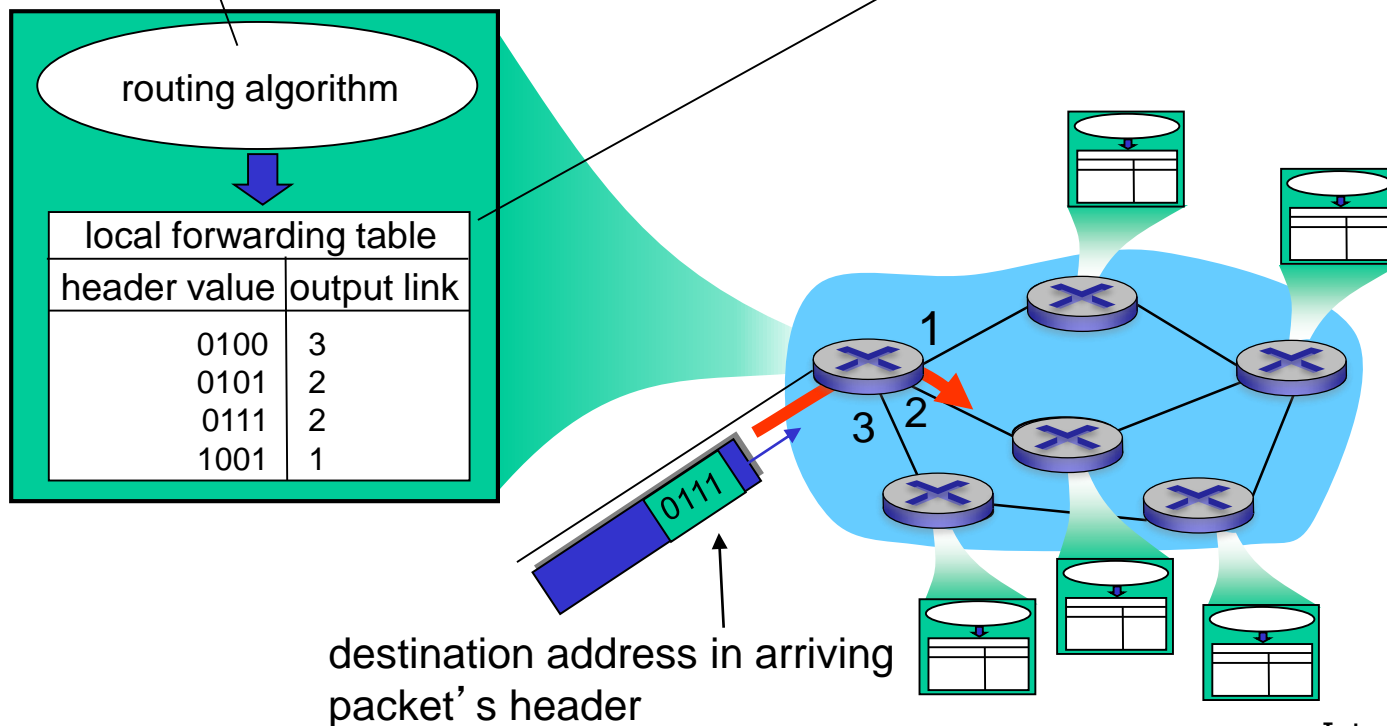 routing algorithm
local forwarding table
header value output link
0100 3
0101 2
0111 2
1001 1
1
2
3
0111
destination address in arriving
packet’s header